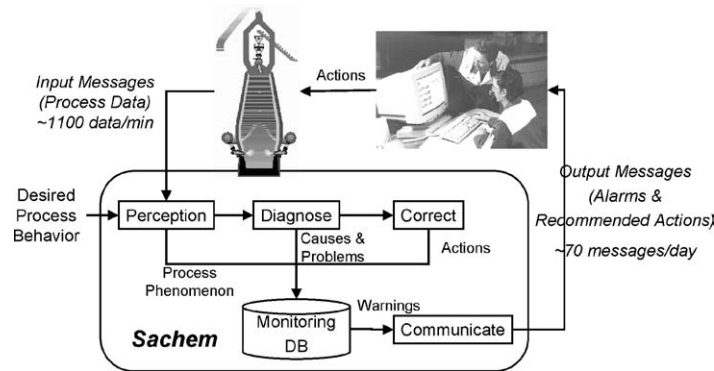 Input Messages
(Process Data)
~1100 data/min
Actions
Output Messages
(Alarms &
Recommended Actions)
~70 messages/day
Desired
Process
Behavior
Perception
Diagnose
Correct
Causes &
Problems
Actions
Process
Phenomenon
Monitoring
DB
Warnings
Communicate
Sachem